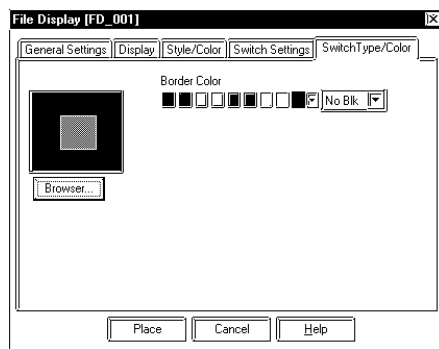 File Display [FD_001]
General Settings Display Style/Color Switch Settings SwitchType/Color
Border Color
No Blk
Browser...
Place Cancel Help